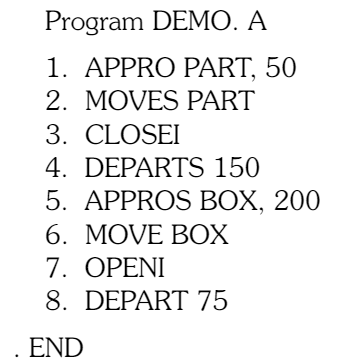 Program DEMO. A
1. APPRO PART, 50
2. MOVES PART
3. CLOSEI
4. DEPARTS 150
5. APPROS BOX, 200
6. MOVE BOX
7. OPENI
8. DEPART 75
. END